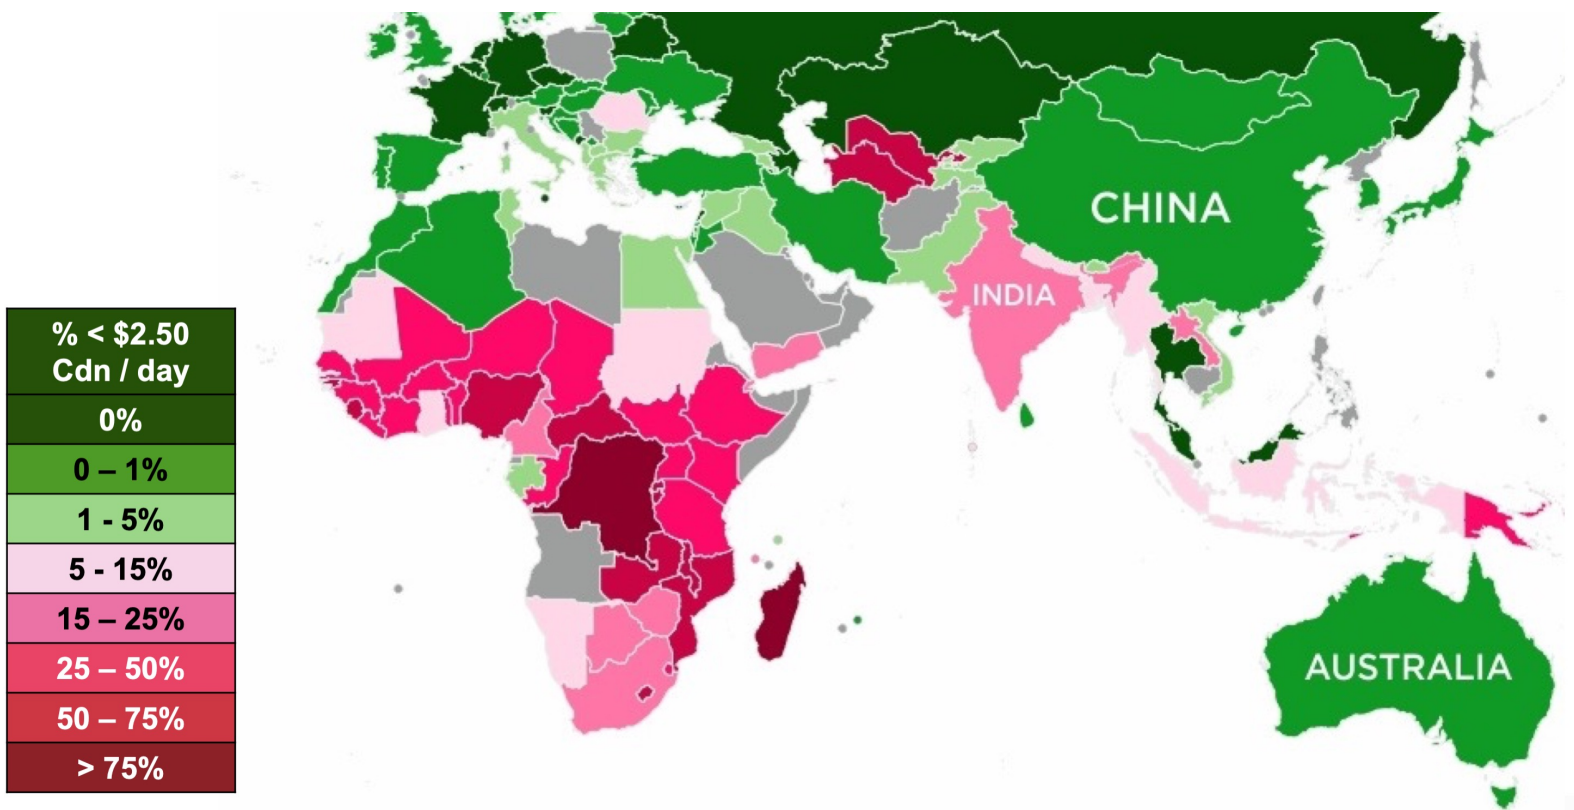 % < $2.50
Cdn / day
0%
0 – 1%
1 - 5%
5 - 15%
15 – 25%
25 – 50%
50 – 75%
> 75%
CHINA
INDIA
AUSTRALIA